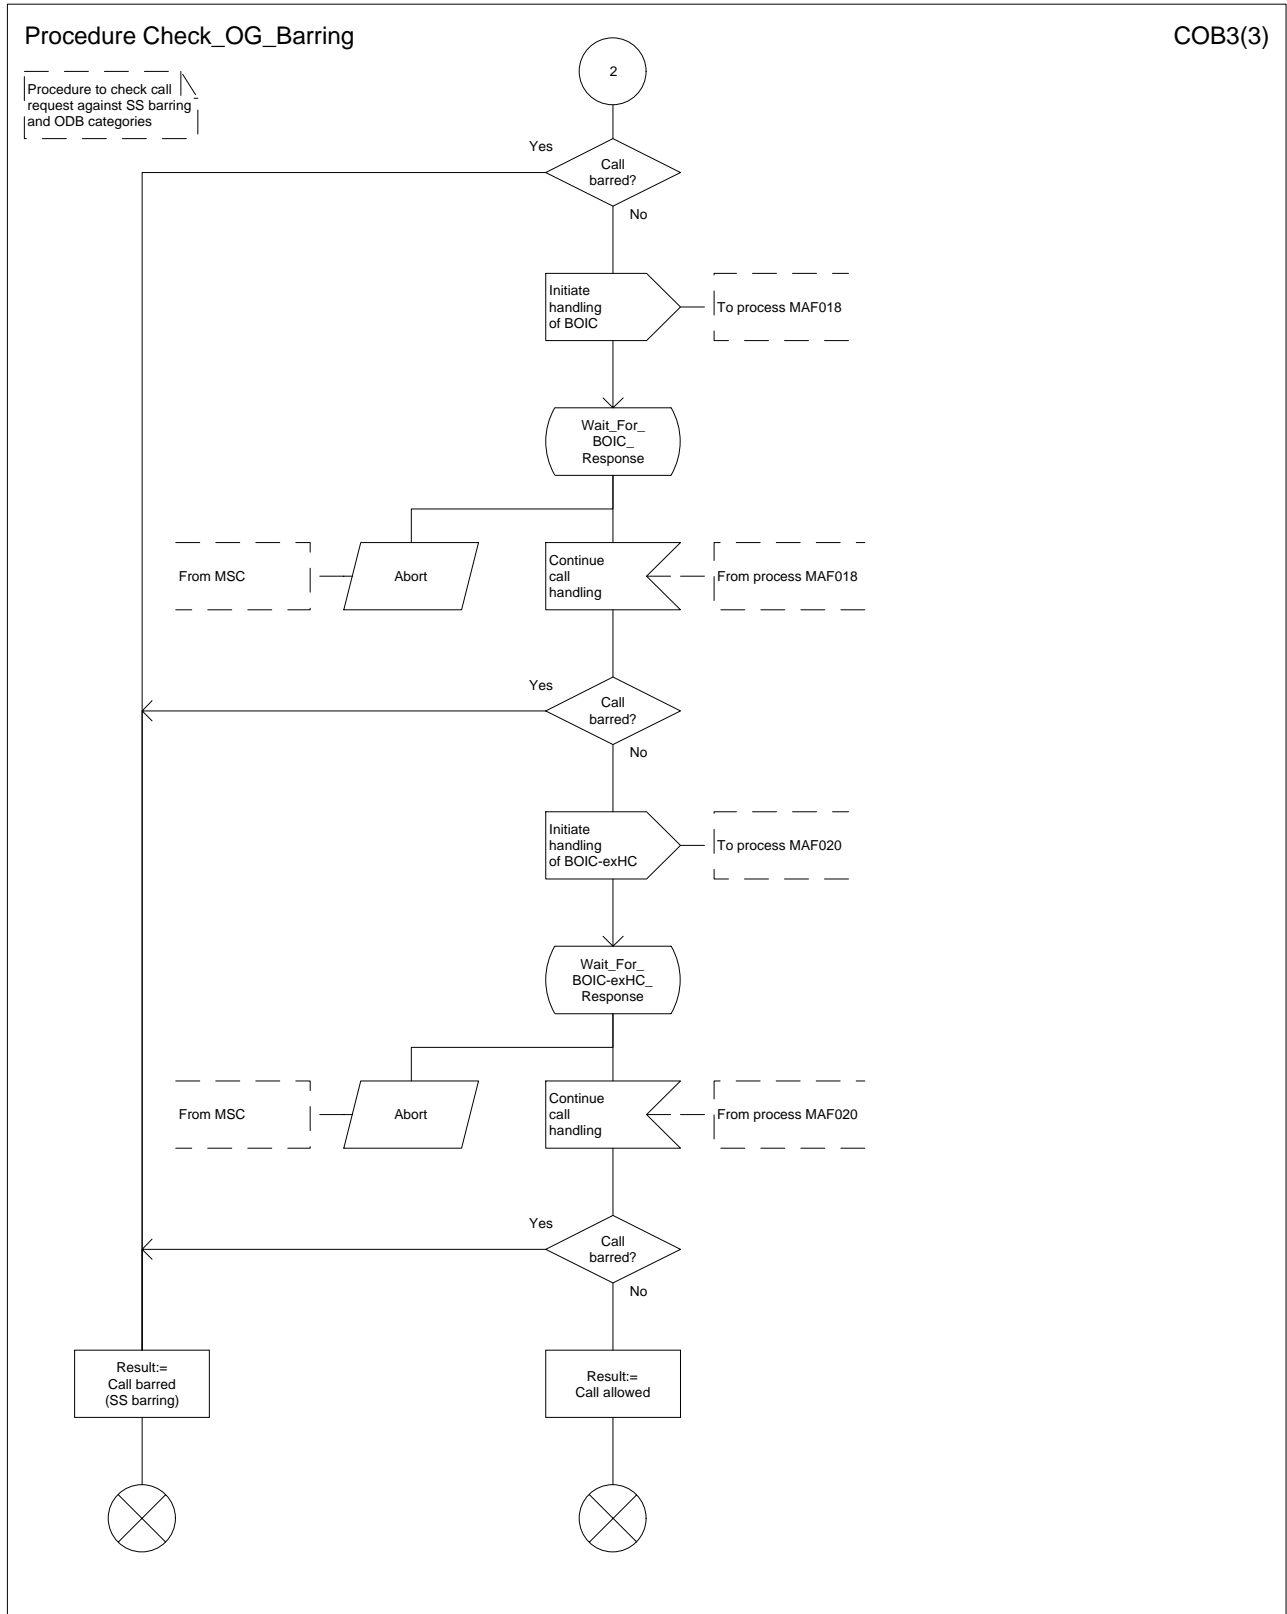 Procedure Check_OG_Barring
COB3(3)
Procedure to check call
request against SS barring
and ODB categories
2
Yes
Call
barred?
No
Initiate
handling
of BOIC
To process MAF018
Wait_For_
BOIC_
Response
From MSC
Abort
Continue
call
handling
From process MAF018
Yes
Call
barred?
No
Initiate
handling
of BOIC-exHC
To process MAF020
Wait_For_
BOIC-exHC_
Response
From MSC
Abort
Continue
call
handling
From process MAF020
Yes
Call
barred?
No
Result:=
Call barred
(SS barring)
Result:=
Call allowed